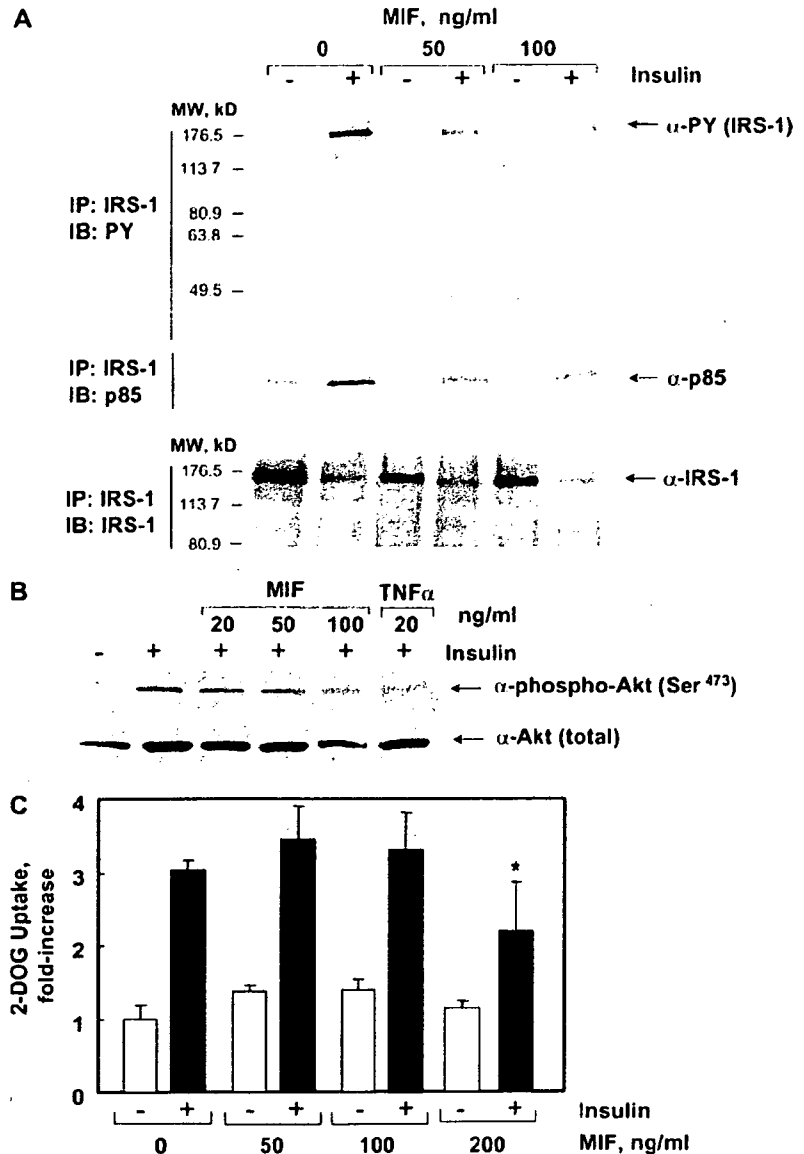 A
MIF, ng/ml
0 50 100
- + - + - + Insulin
MW, kD
176.5 –
113.7 –
80.9 –
63.8 –
49.5 –
IP: IRS-1
IB: PY
← α-PY (IRS-1)
IP: IRS-1
IB: p85
← α-p85
MW, kD
176.5 –
113.7 –
80.9 –
IP: IRS-1
IB: IRS-1
← α-IRS-1
B
MIF TNFα
20 50 100 20 ng/ml
- + + + + + Insulin
← α-phospho-Akt (Ser 473)
← α-Akt (total)
C
2-DOG Uptake,
fold-increase
4
3
2
1
0
*
- + - + - + - + Insulin
0 50 100 200 MIF, ng/ml